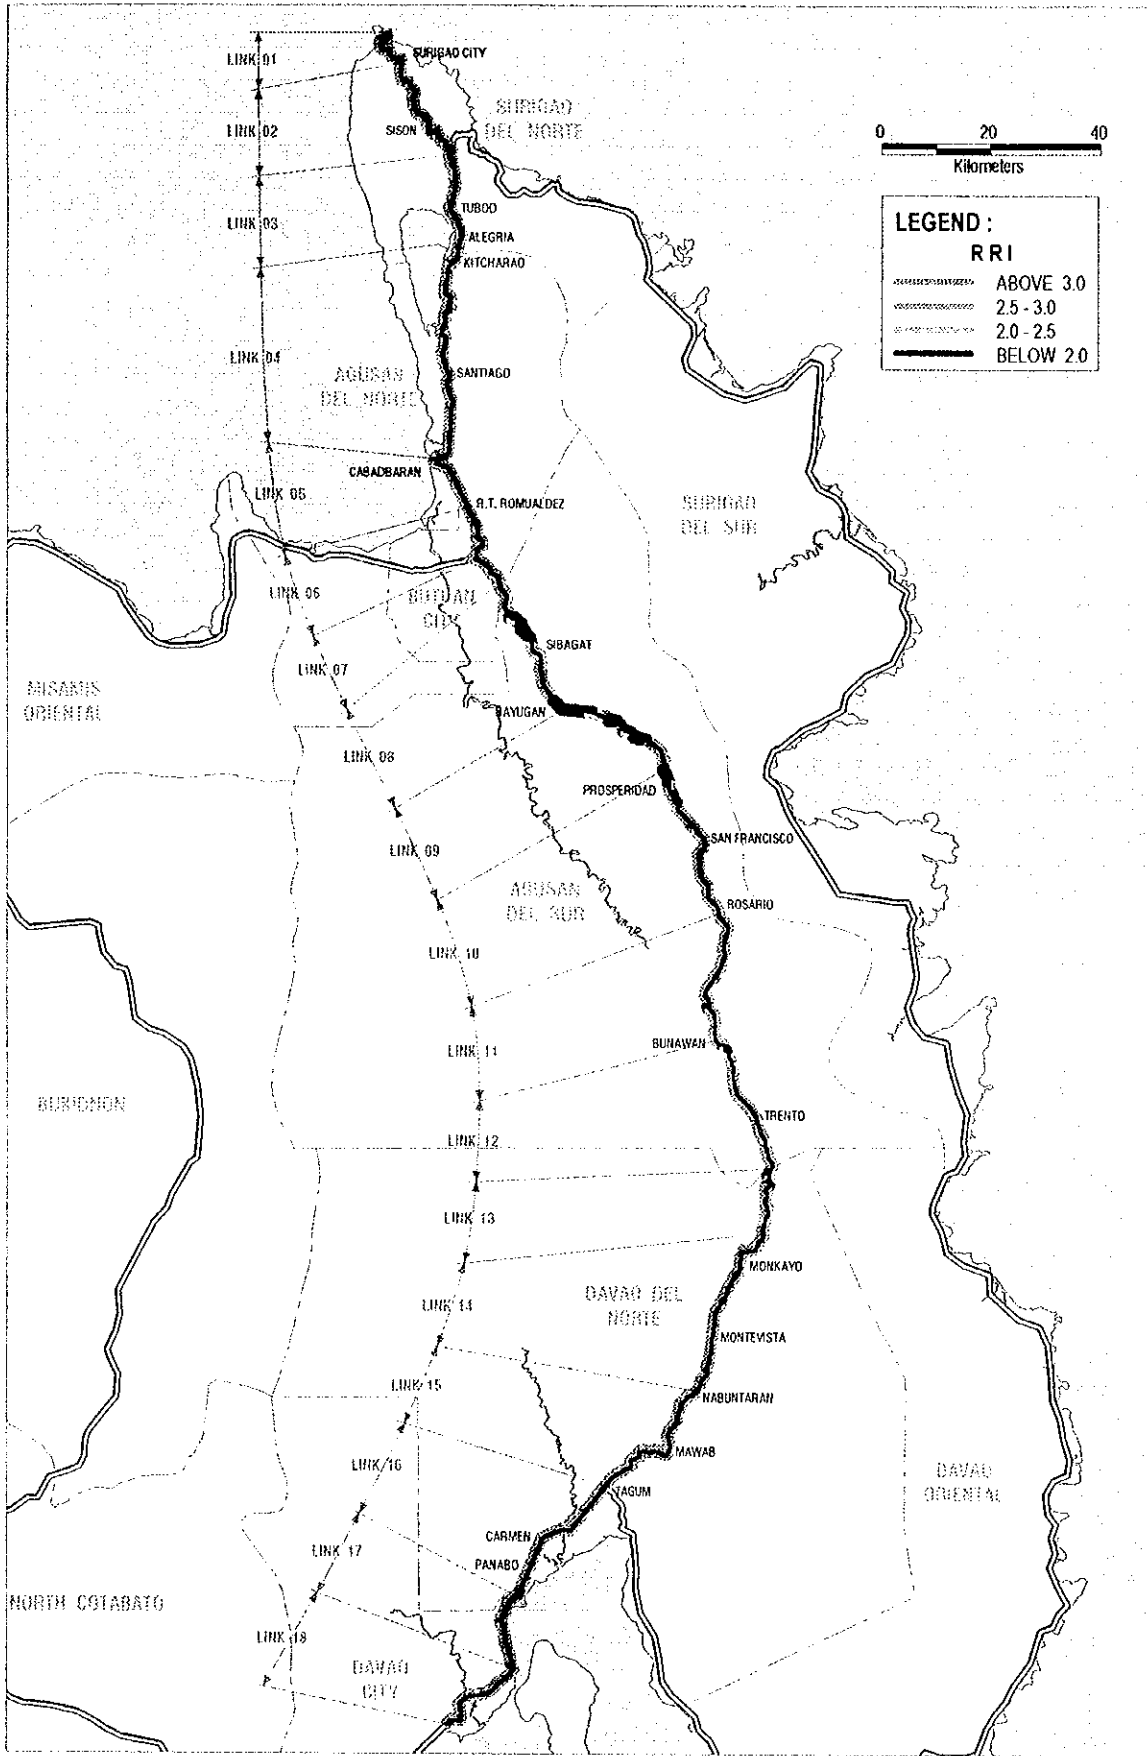 LINK 01
SURIGAO CITY
LINK 02
SISON
SURIGAO
DEL NORTE
0 20 40
Kilometers
LINK 03
TUBOD
ALEGRIA
KITCHARAO
LEGEND :
RRI
ABOVE 3.0
2.5 - 3.0
2.0 - 2.5
BELOW 2.0
LINK 04
SANTIAGO
AGUSAN
DEL NORTE
CABADBARAN
LINK 05
R.T. ROMUALDEZ
SURIGAO
DEL SUR
LINK 06
BUTUAN
CITY
SIBAGAT
LINK 07
MISAMIS
ORIENTAL
BAYUGAN
LINK 08
PROSPERIDAD
SAN FRANCISCO
LINK 09
AGUSAN
DEL SUR
ROSARIO
LINK 10
BUNAWAN
LINK 11
BUKIDNON
TRENTO
LINK 12
LINK 13
MONKAYO
DAVAO DEL
NORTE
LINK 14
MONTEVISTA
LINK 15
NABUNTARAN
MAWAB
LINK 16
TAGUM
DAVAO
ORIENTAL
CARMEN
LINK 17
PANABO
NORTH COTABATO
LINK 18
DAVAO
CITY